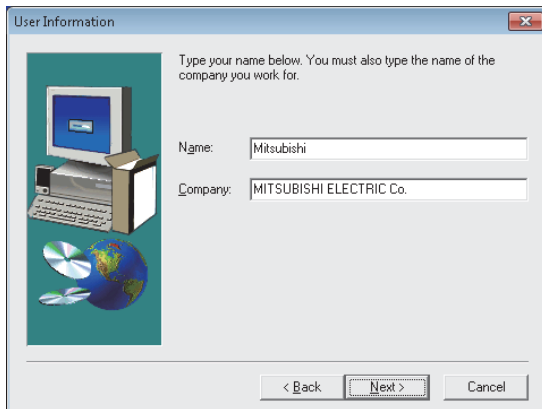 User Information
Type your name below. You must also type the name of the
company you work for.
Name: Mitsubishi
Company: MITSUBISHI ELECTRIC Co.
< Back Next > Cancel